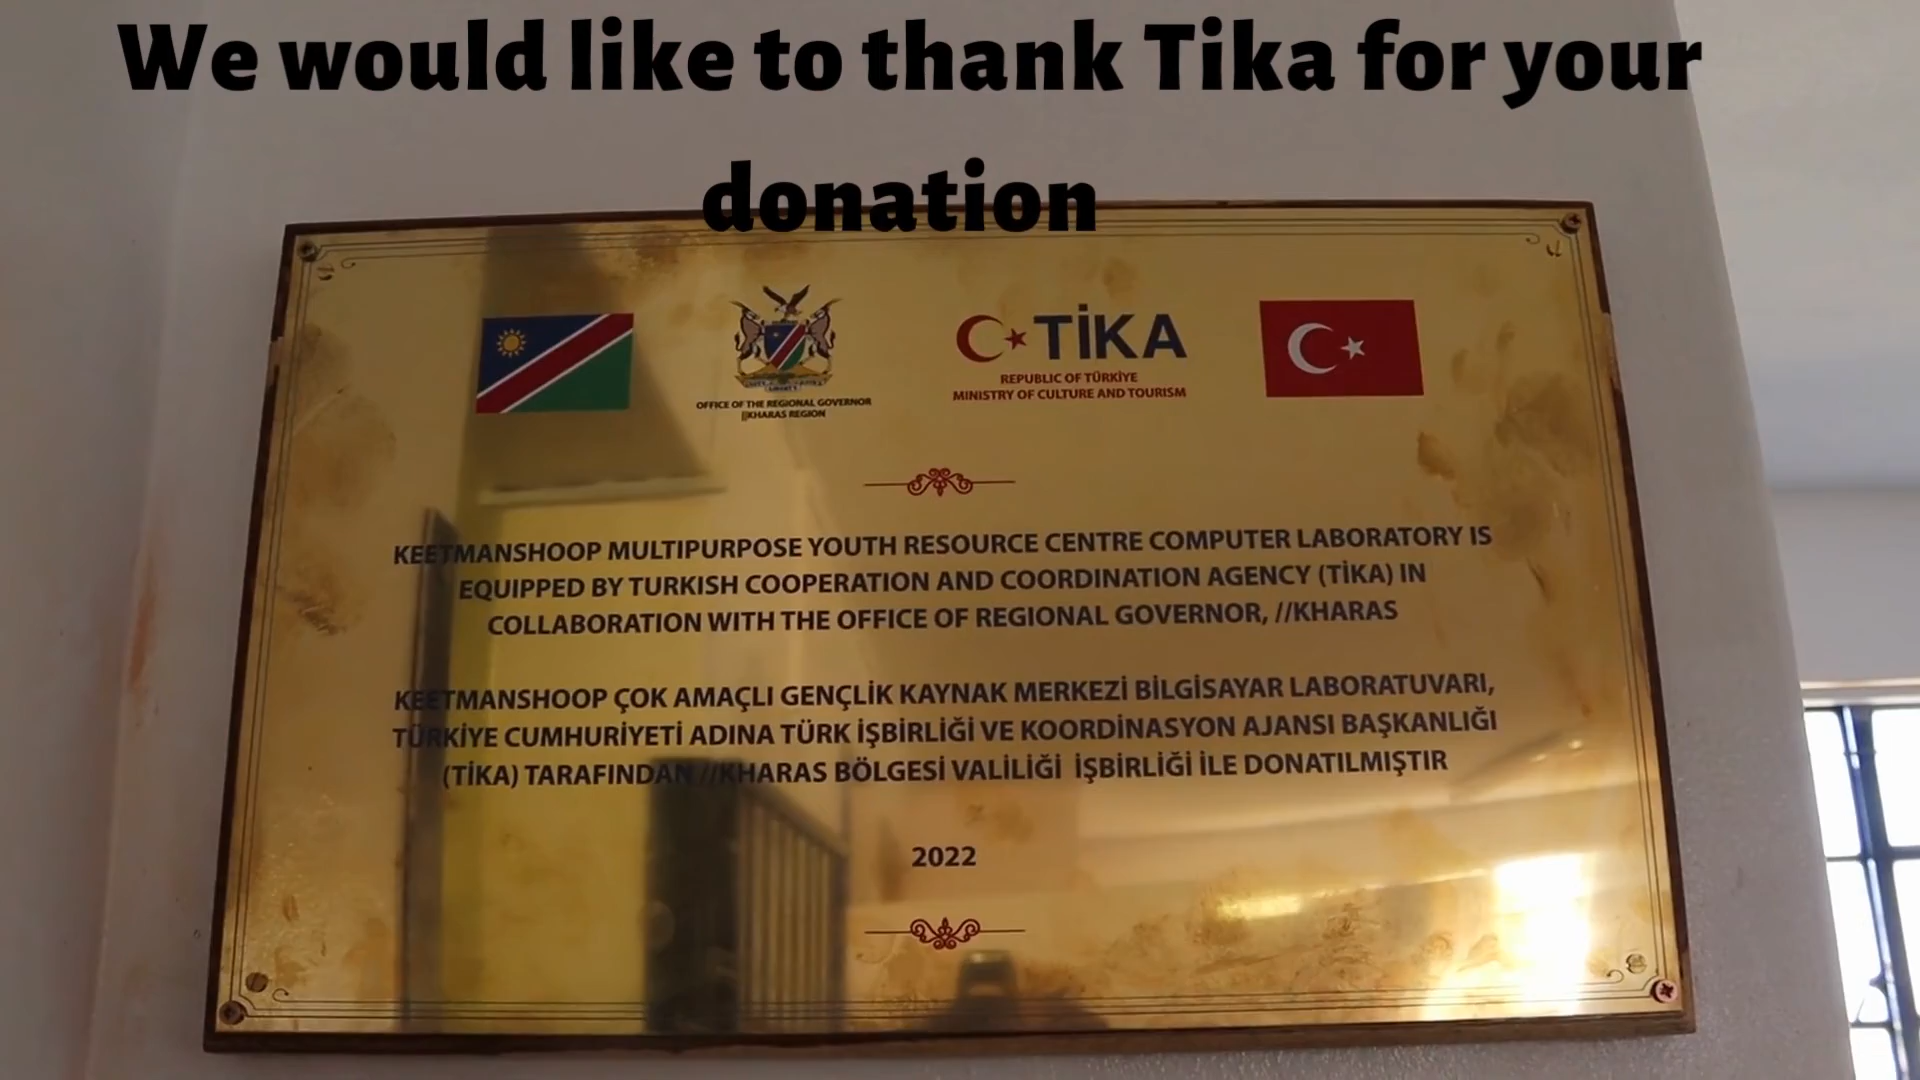 We would like to thank Tika for your
donation
OFFICE OF THE REGIONAL GOVERNOR
||KHARAS REGION
TİKA
REPUBLIC OF TÜRKİYE
MINISTRY OF CULTURE AND TOURISM
KEETMANSHOOP MULTIPURPOSE YOUTH RESOURCE CENTRE COMPUTER LABORATORY IS
EQUIPPED BY TURKISH COOPERATION AND COORDINATION AGENCY (TİKA) IN
COLLABORATION WITH THE OFFICE OF REGIONAL GOVERNOR, //KHARAS
KEETMANSHOOP ÇOK AMAÇLI GENÇLİK KAYNAK MERKEZİ BİLGİSAYAR LABORATUVARI,
TÜRKİYE CUMHURİYETİ ADINA TÜRK İŞBİRLİĞİ VE KOORDİNASYON AJANSI BAŞKANLIĞI
(TİKA) TARAFINDAN //KHARAS BÖLGESİ VALİLİĞİ İŞBİRLİĞİ İLE DONATILMIŞTIR
2022